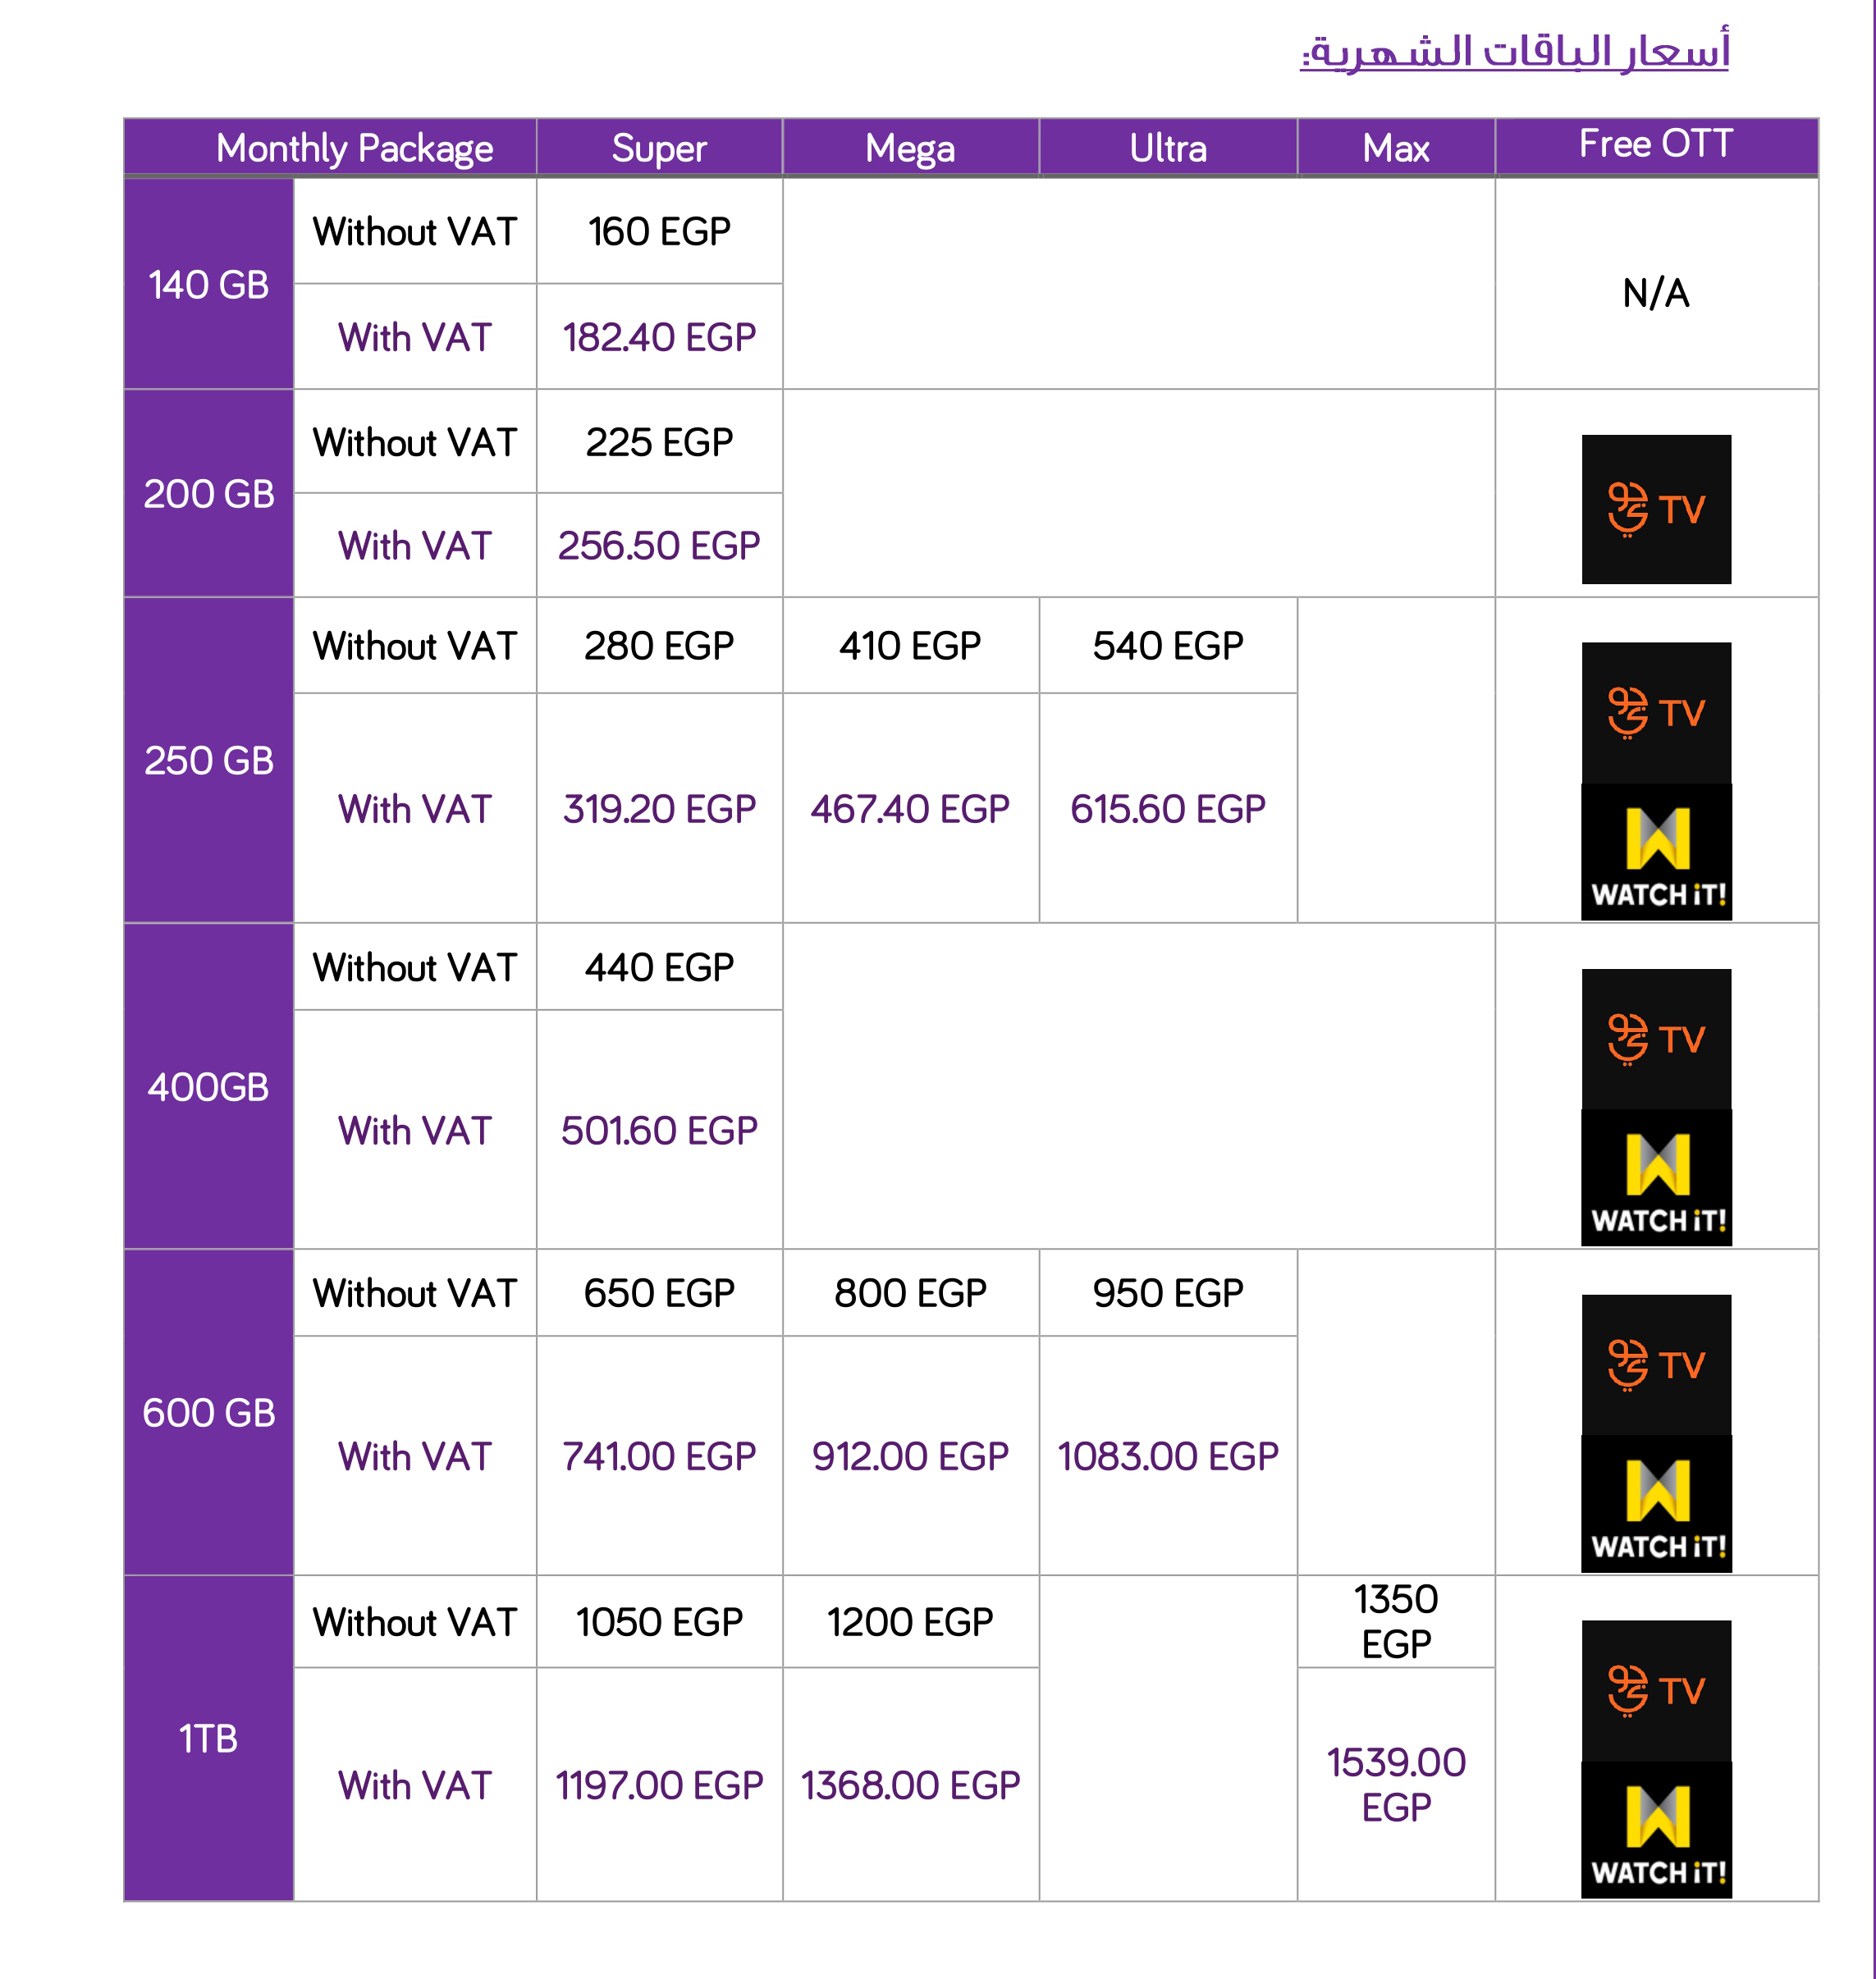 أسعار الباقات الشهرية:
Monthly Package Super Mega Ultra Max Free OTT
140 GB
Without VAT 160 EGP
With VAT 182.40 EGP
N/A
200 GB
Without VAT 225 EGP
With VAT 256.50 EGP
TV
250 GB
Without VAT 280 EGP 410 EGP 540 EGP
With VAT 319.20 EGP 467.40 EGP 615.60 EGP
TV
WATCH iT!
400GB
Without VAT 440 EGP
With VAT 501.60 EGP
TV
WATCH iT!
600 GB
Without VAT 650 EGP 800 EGP 950 EGP
With VAT 741.00 EGP 912.00 EGP 1083.00 EGP
TV
WATCH iT!
1TB
Without VAT 1050 EGP 1200 EGP 1350 EGP
With VAT 1197.00 EGP 1368.00 EGP 1539.00 EGP
TV
WATCH iT!